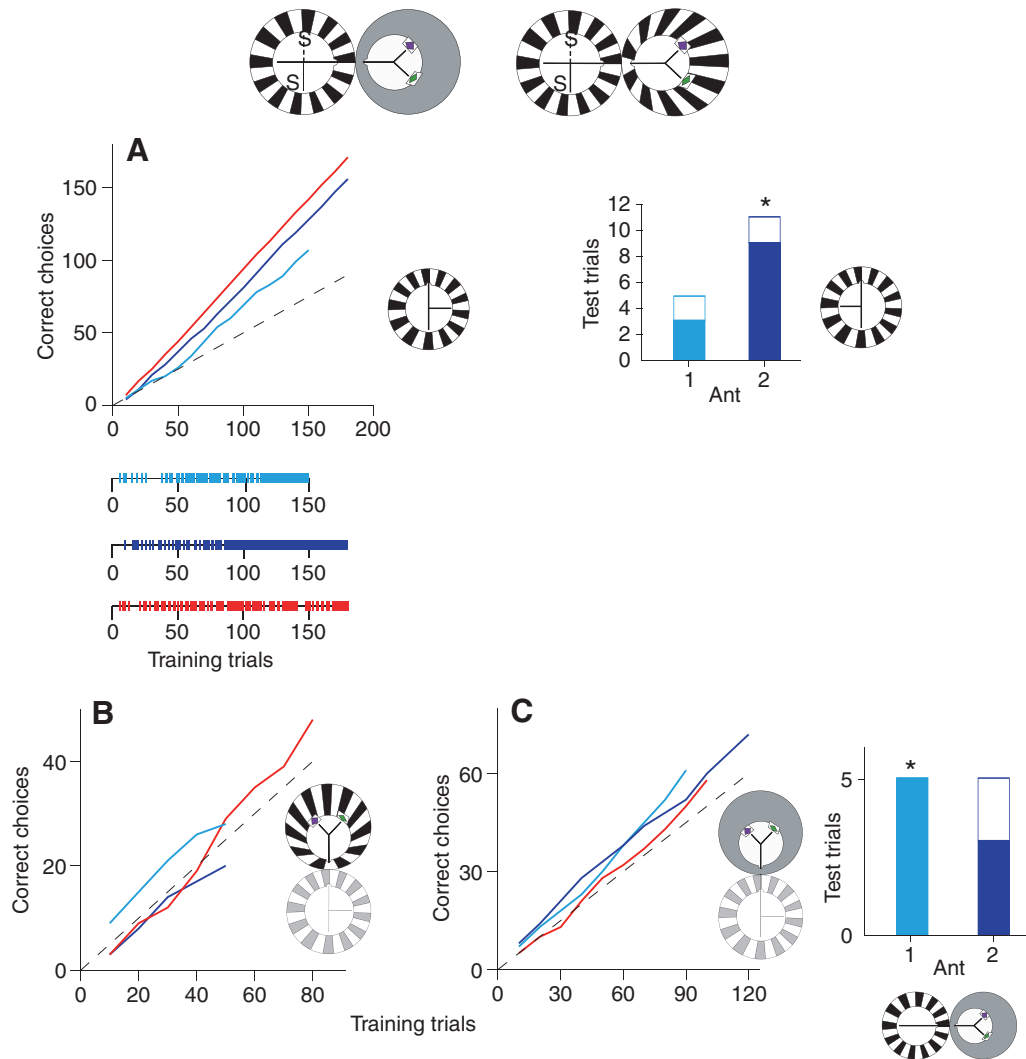 S S
S S
A
Correct choices
150
100
50
0
0 50 100 150 200
Test trials
12
10
8
6
4
2
0
*
1 2
Ant
0 50 100 150
0 50 100 150
0 50 100 150
Training trials
B
Correct choices
40
20
0
0 20 40 60 80
C
Correct choices
60
30
0
0 30 60 90 120
Training trials
Test trials
5
0
*
1 2
Ant